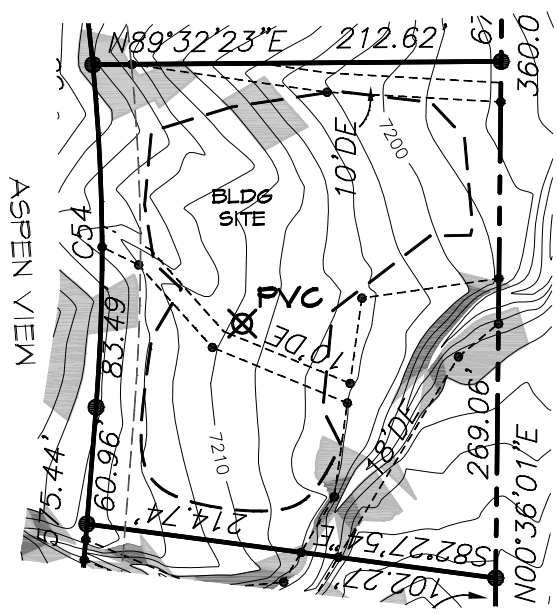 N89°32'23"E
212.62'
360.0
7200
10'DE
BLDG
SITE
C54
ASPEN VIEW
PVC
83.49'
10'DE
269.06'
18'DE
7210
60.96'
5.44'
214.74'
S82°27'54"E
102.27'
N00°36'01"E